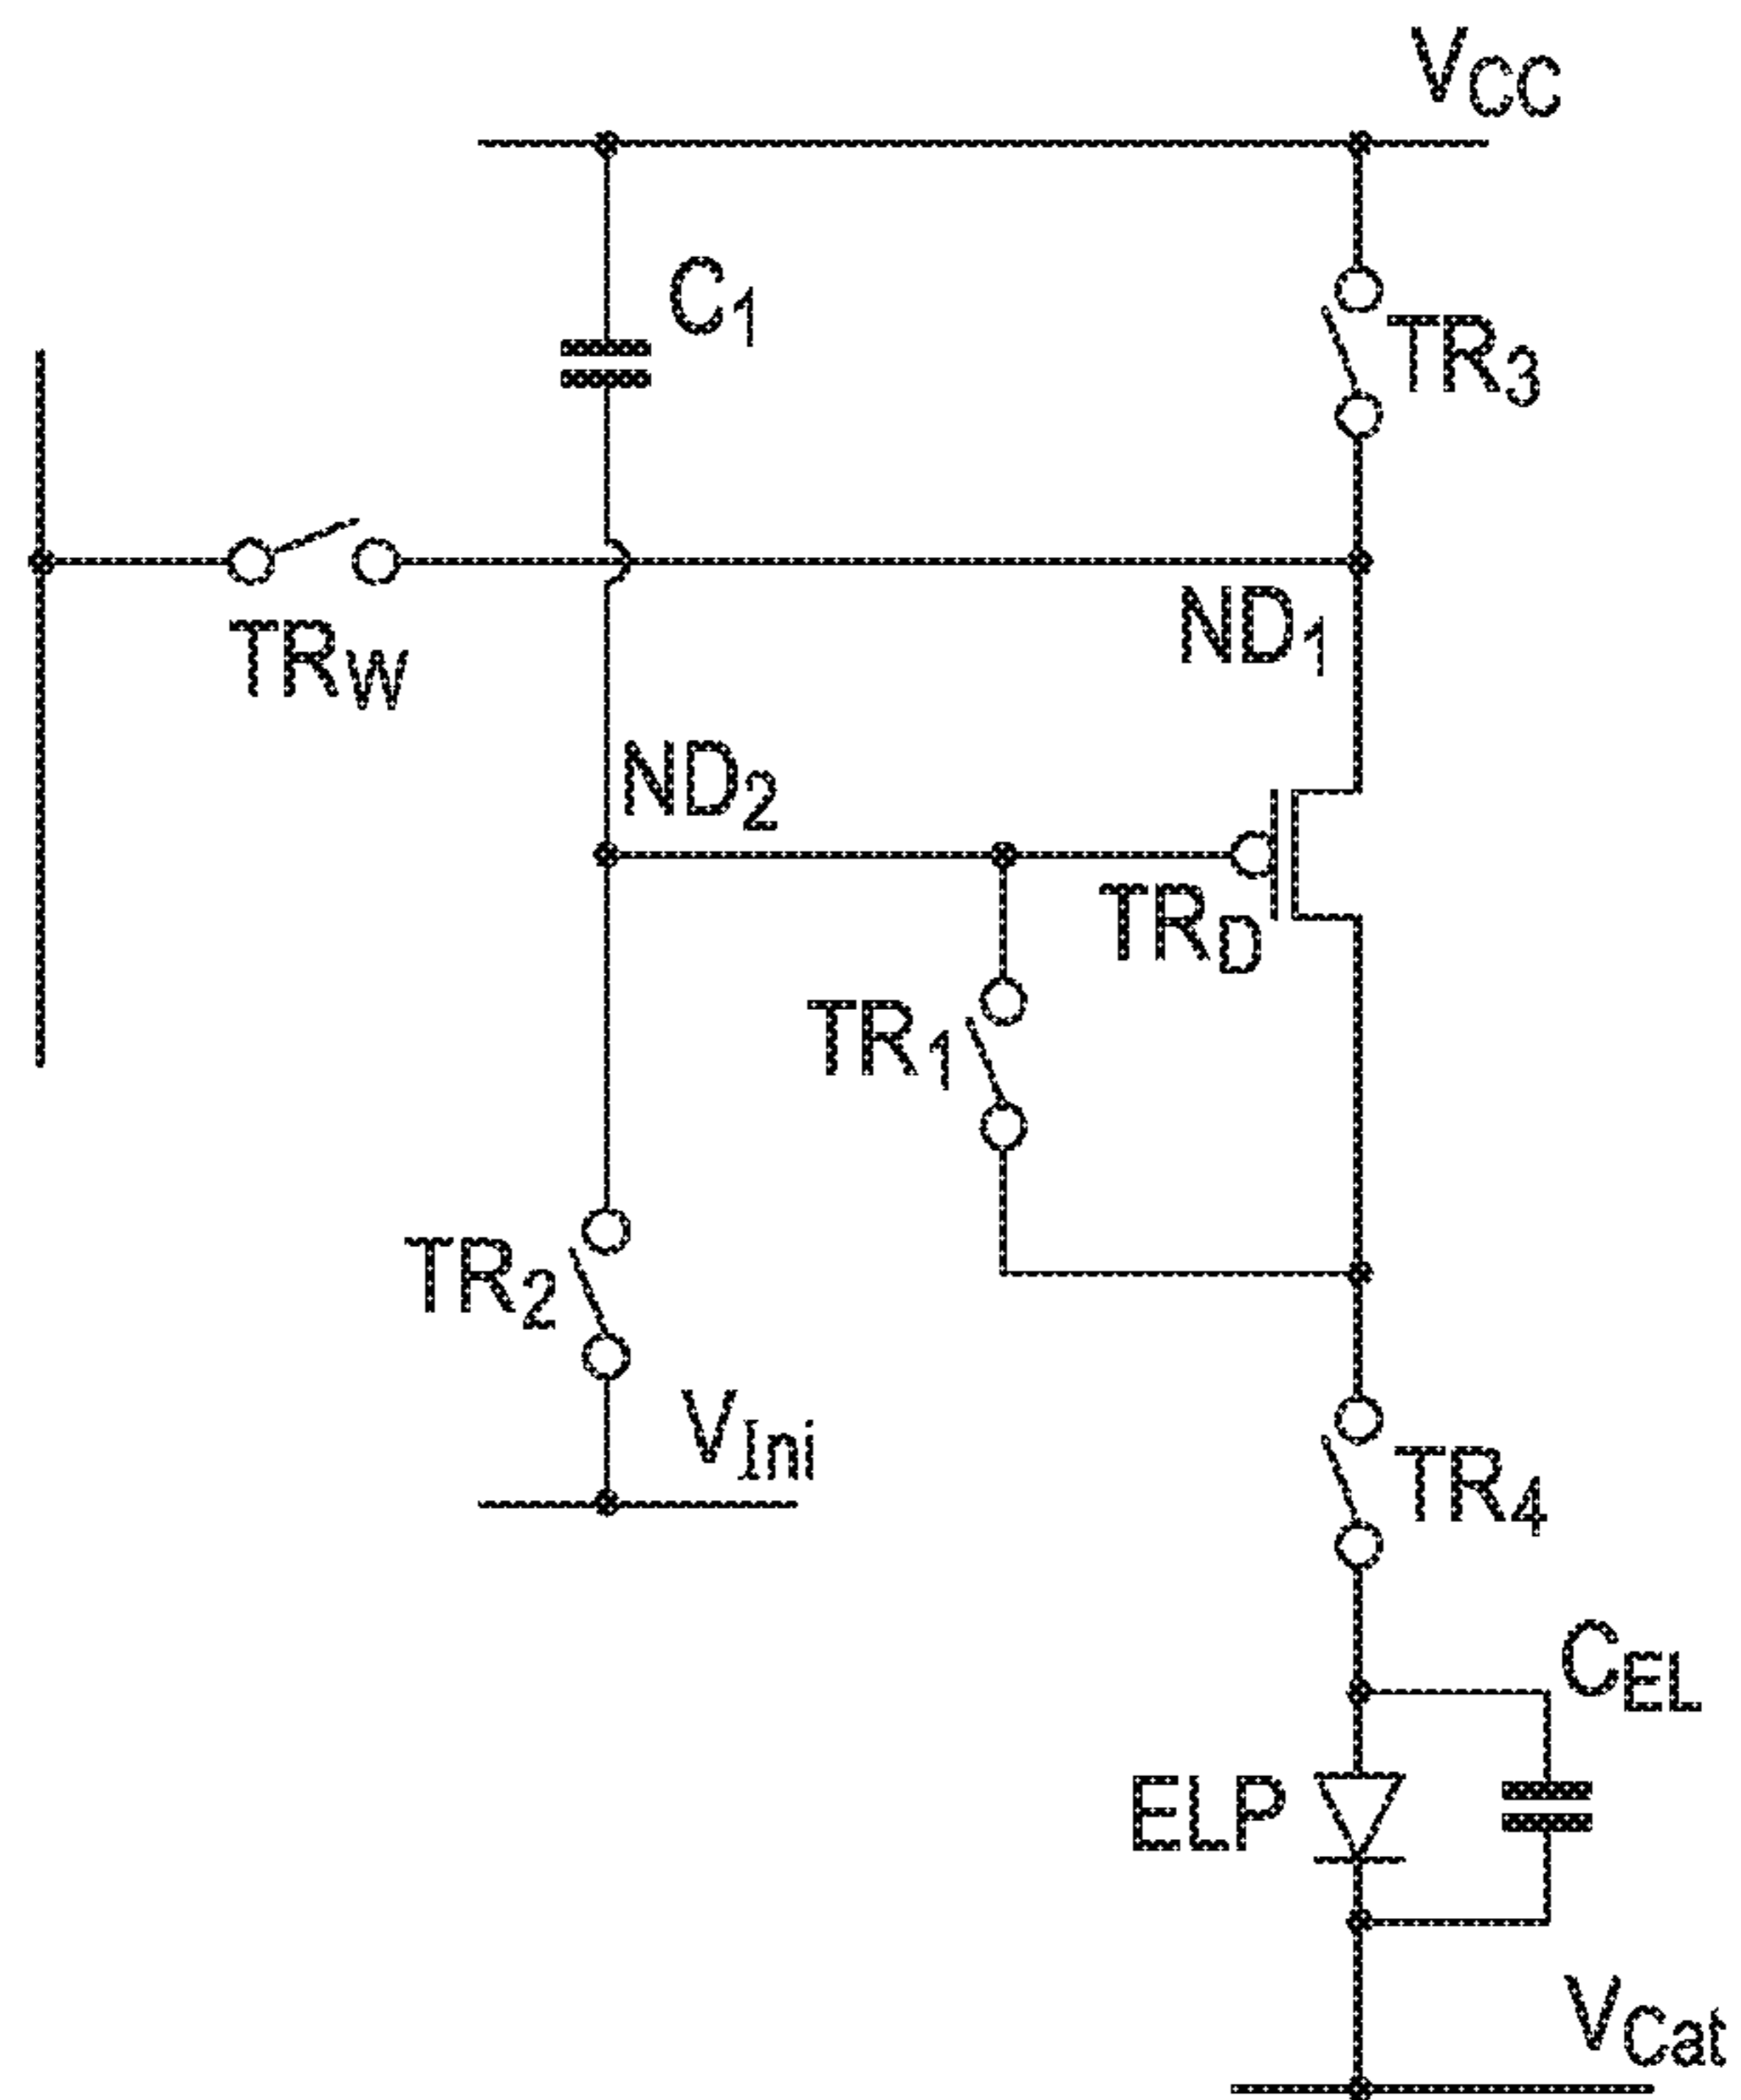 VCC
C1
TR3
TRW
ND1
ND2
TRD
TR1
TR2
VIni
TR4
CEL
ELP
VCat